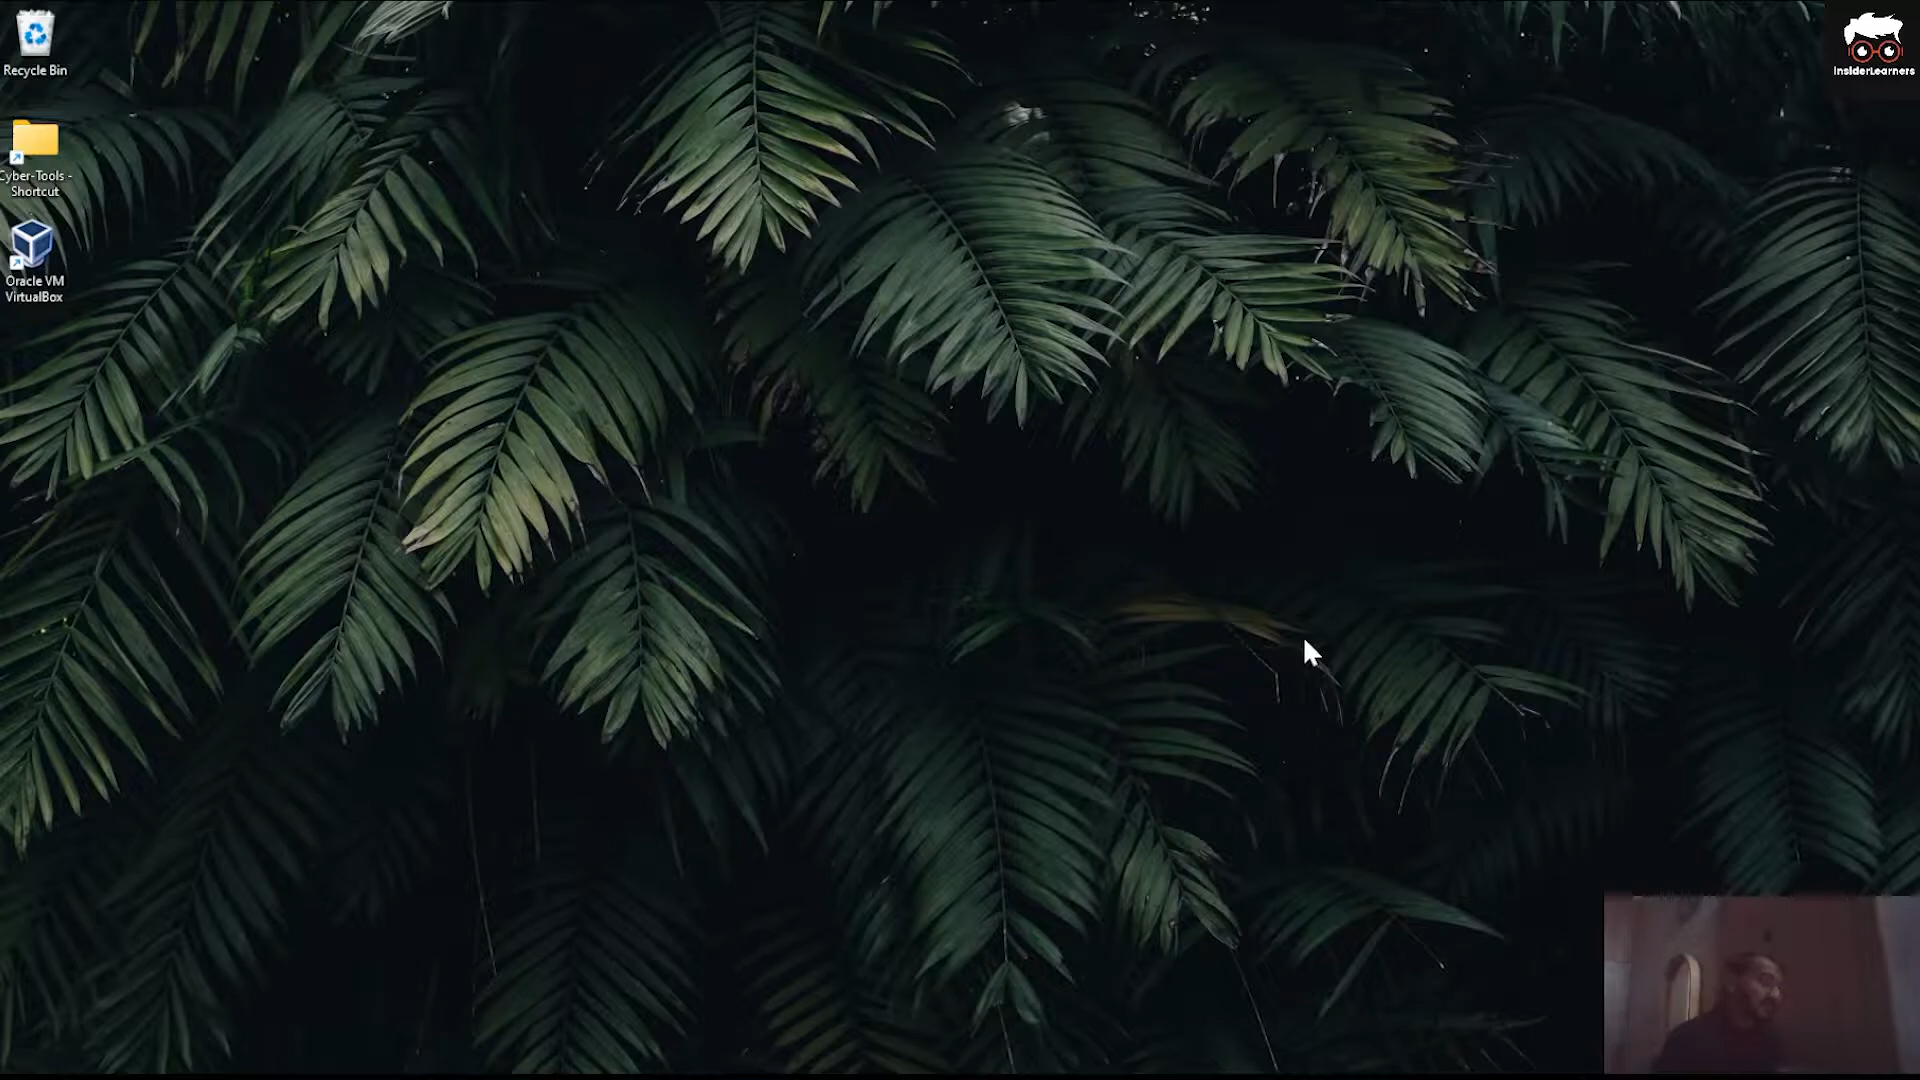 Recycle Bin
InsiderLearners
Cyber-Tools -
Shortcut
Oracle VM
VirtualBox